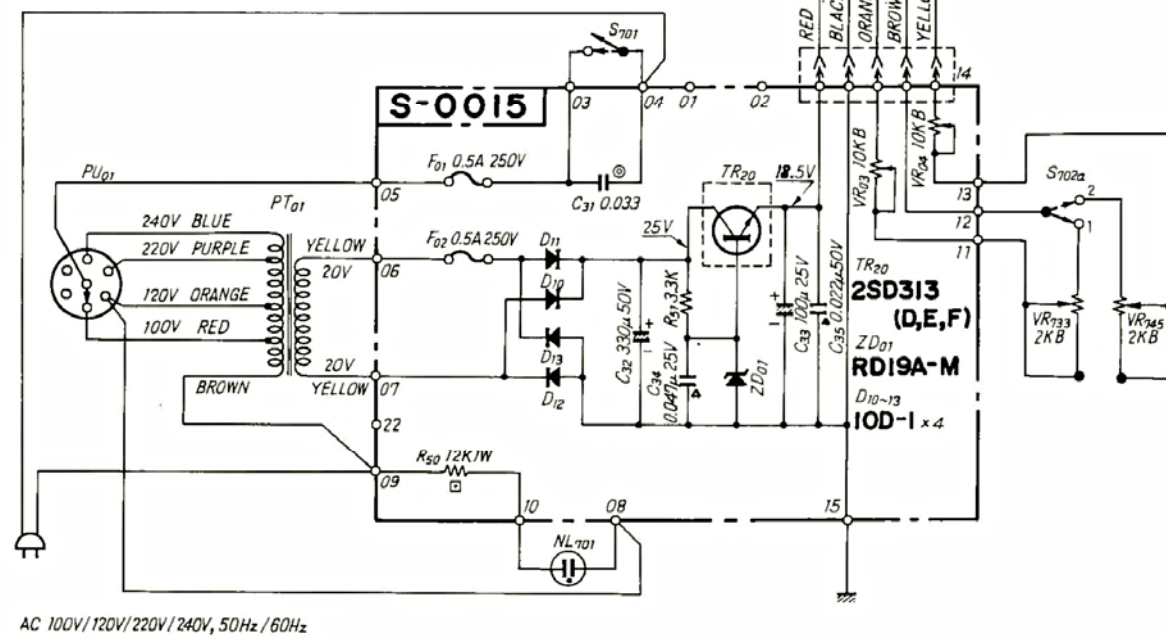 RED
BLAC
ORAN
BROW
YELL
S701
14
03
04
01
02
S-0015
PU01
F01 0.5A 250V
05
C31 0.033
TR20
18.5V
VR03 10KB
VR04 10KB
13
S702a
2
12
1
11
PT01
240V BLUE
220V PURPLE
120V ORANGE
100V RED
BROWN
YELLOW
20V
06
F02 0.5A 250V
D11
D10
D13
D12
25V
R51 3.3K
C32 330μ 50V
C34
0.047μ 25V
ZD01
C33 100μ 25V
C35 0.022μ 50V
TR20
2SD313
(D,E,F)
ZD01
RD19A-M
D10~13
10D-1 x 4
VR733
2KB
VR745
2KB
20V
YELLOW
07
22
09
R50 12K1W
10
08
15
NL701
AC 100V/120V/220V/240V, 50Hz/60Hz